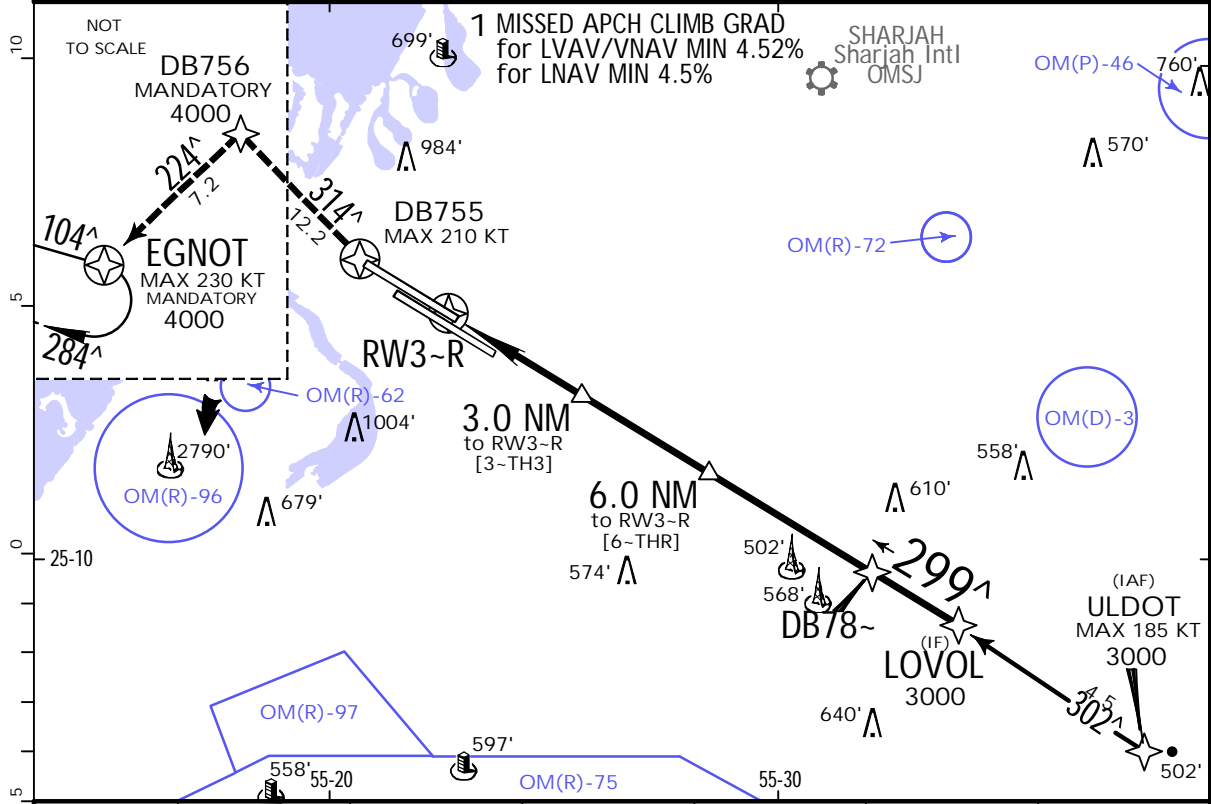 NOT
TO SCALE
DB756
MANDATORY
4000
224^
7.2
104^
EGNOT
MAX 230 KT
MANDATORY
4000
284^
314^
12.2
699'
1 MISSED APCH CLIMB GRAD
for LVAV/VNAV MIN 4.52%
for LNAV MIN 4.5%
SHARJAH
Sharjah Intl
OMSJ
OM(P)-46
760'
984'
570'
DB755
MAX 210 KT
OM(R)-72
RW3~R
OM(R)-62
1004'
3.0 NM
to RW3~R
[3~TH3]
OM(D)-3
2790'
OM(R)-96
679'
558'
610'
6.0 NM
to RW3~R
[6~THR]
574'
502'
568'
299^
DB78~
(IF)
LOVOL
3000
(IAF)
ULDOT
MAX 185 KT
3000
4.5
302^
640'
502'
OM(R)-97
597'
558'
OM(R)-75
55-20
55-30
25-10
10
5
0
5